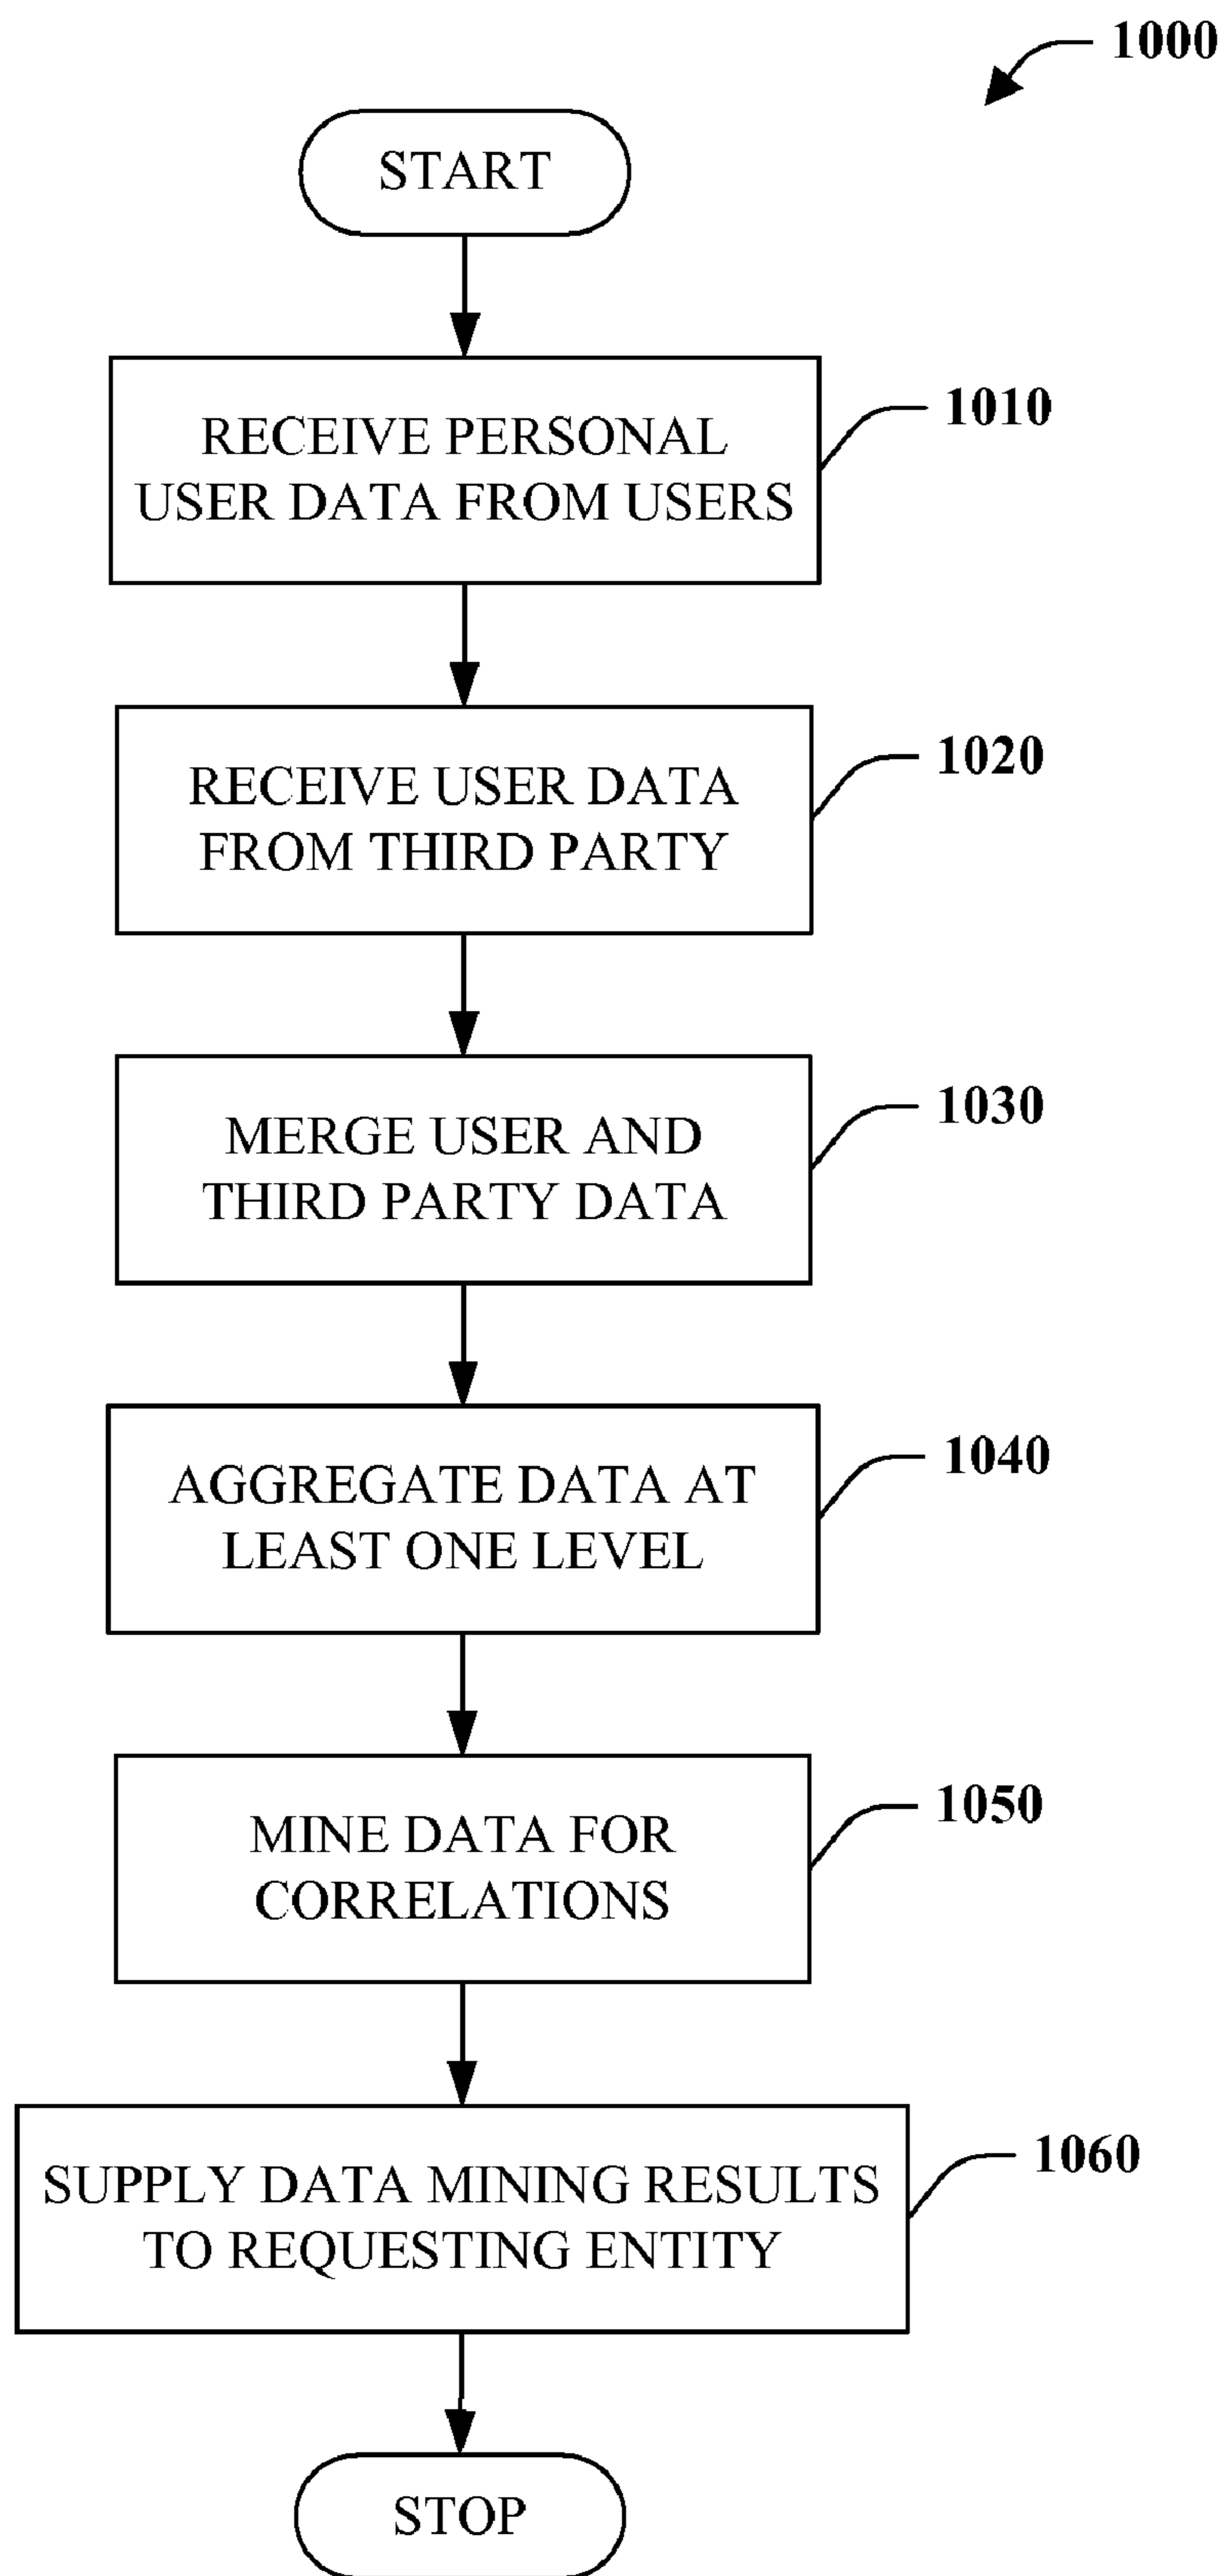 1000
START
RECEIVE PERSONAL
USER DATA FROM USERS
1010
RECEIVE USER DATA
FROM THIRD PARTY
1020
MERGE USER AND
THIRD PARTY DATA
1030
AGGREGATE DATA AT
LEAST ONE LEVEL
1040
MINE DATA FOR
CORRELATIONS
1050
SUPPLY DATA MINING RESULTS
TO REQUESTING ENTITY
1060
STOP